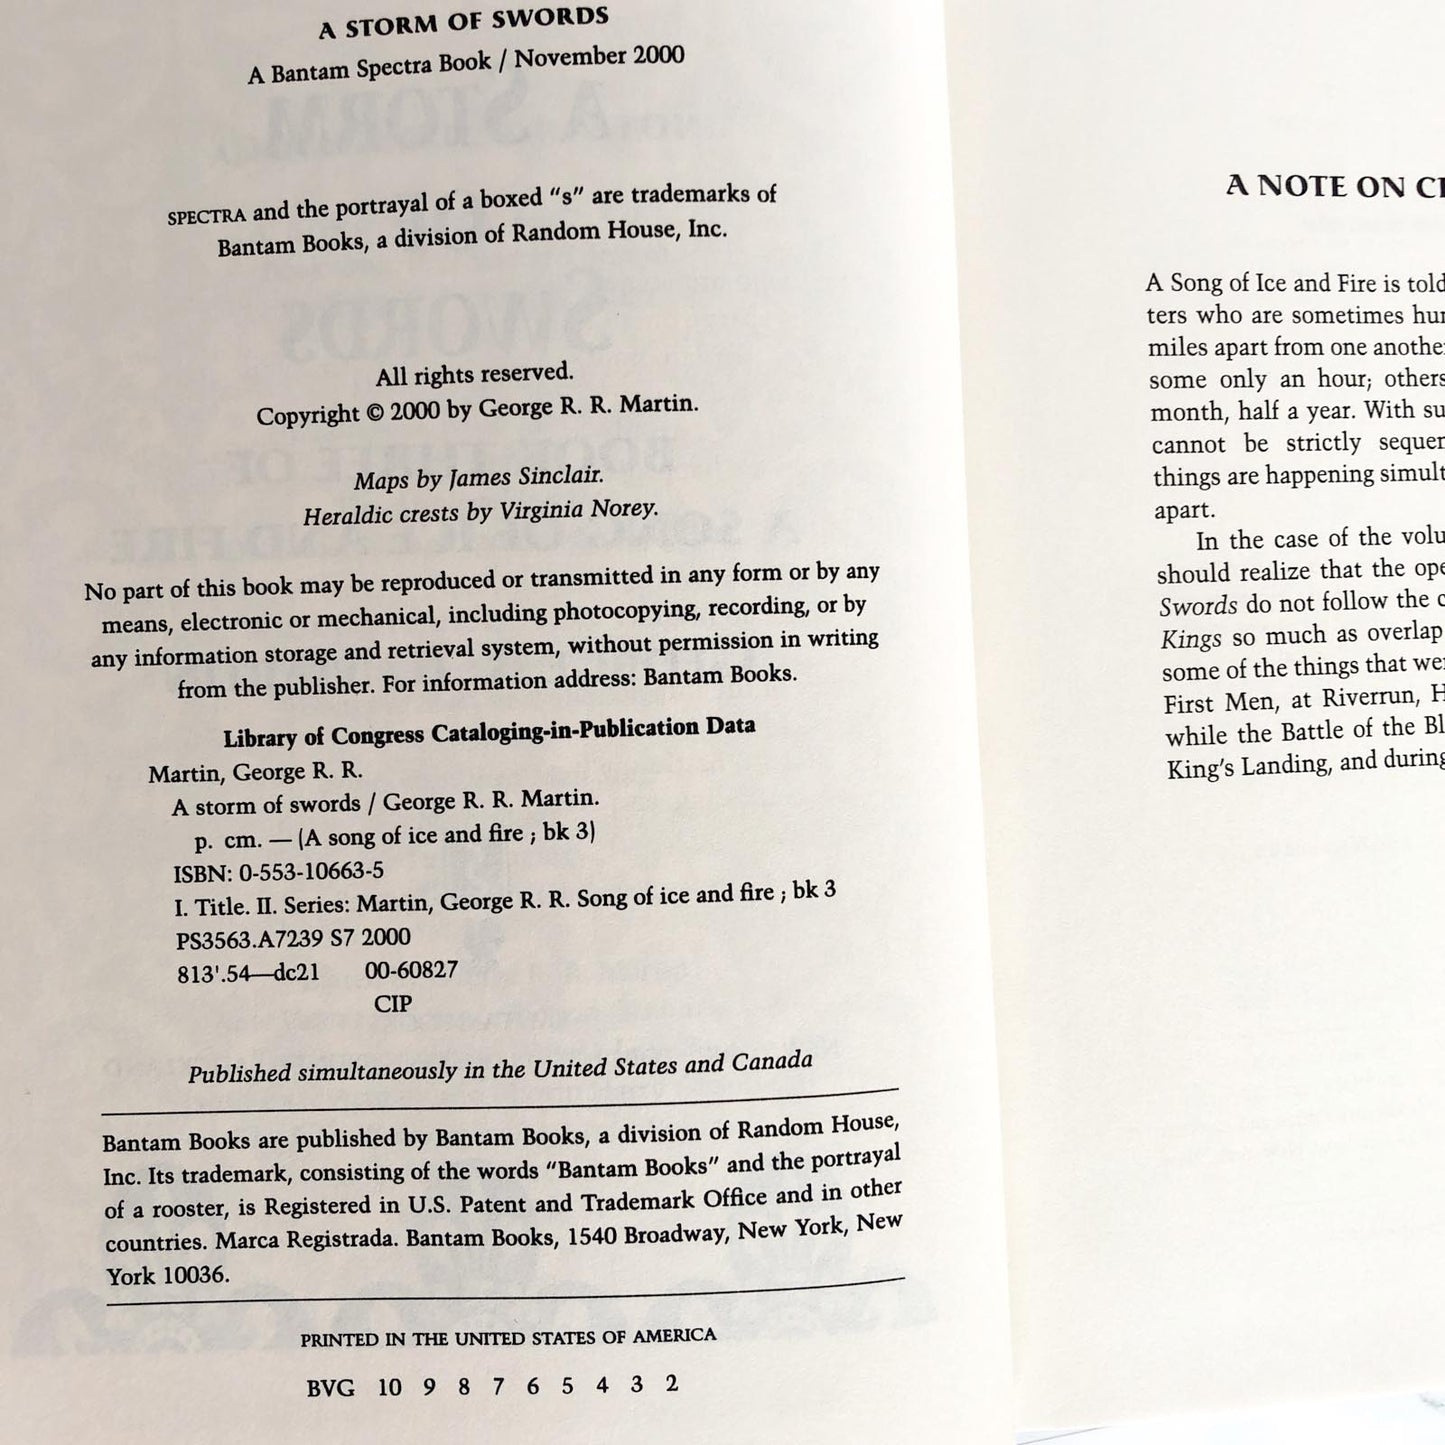 A STORM OF SWORDS
A Bantam Spectra Book / November 2000
SPECTRA and the portrayal of a boxed “s” are trademarks of
Bantam Books, a division of Random House, Inc.
All rights reserved.
Copyright © 2000 by George R. R. Martin.
Maps by James Sinclair.
Heraldic crests by Virginia Norey.
No part of this book may be reproduced or transmitted in any form or by any
means, electronic or mechanical, including photocopying, recording, or by
any information storage and retrieval system, without permission in writing
from the publisher. For information address: Bantam Books.
Library of Congress Cataloging-in-Publication Data
Martin, George R. R.
A storm of swords / George R. R. Martin.
p. cm. — (A song of ice and fire ; bk 3)
ISBN: 0-553-10663-5
I. Title. II. Series: Martin, George R. R. Song of ice and fire ; bk 3
PS3563.A7239 S7 2000
813'.54—dc21 00-60827
CIP
Published simultaneously in the United States and Canada
Bantam Books are published by Bantam Books, a division of Random House,
Inc. Its trademark, consisting of the words “Bantam Books” and the portrayal
of a rooster, is Registered in U.S. Patent and Trademark Office and in other
countries. Marca Registrada. Bantam Books, 1540 Broadway, New York, New
York 10036.
PRINTED IN THE UNITED STATES OF AMERICA
BVG 10 9 8 7 6 5 4 3 2
A NOTE ON
A Song of Ice and Fire is told
ters who are sometimes
miles apart from one
some only an hour; others
month, half a year. With
cannot be strictly
things are happening
apart.
In the case of the
should realize that the
Swords do not follow the
Kings so much as overlap
some of the things that
First Men, at Riverrun,
while the Battle of the
King’s Landing, and during